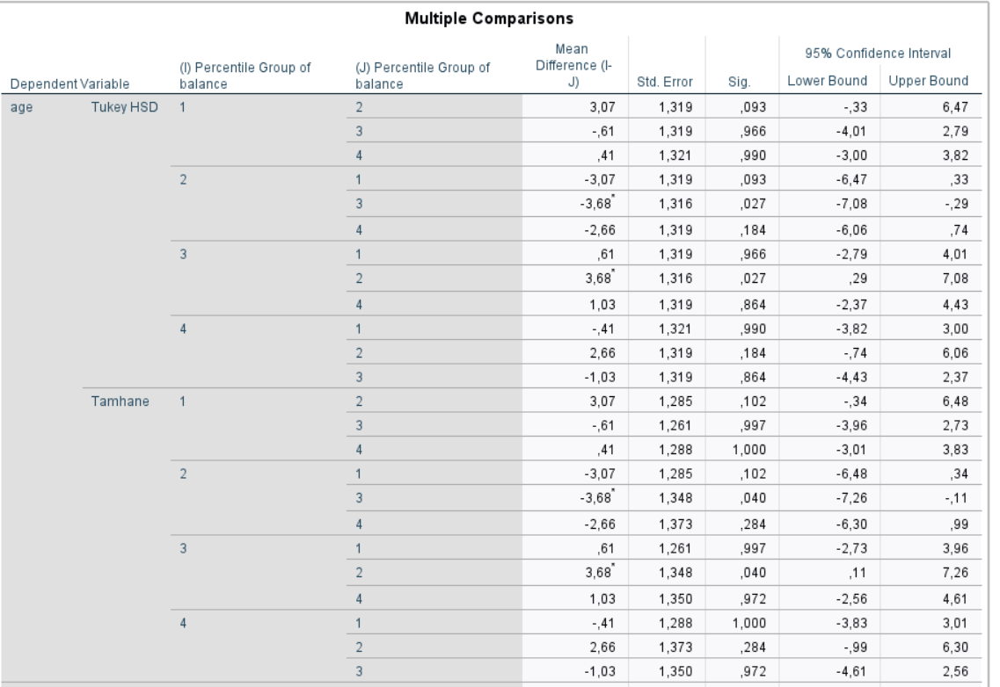 Multiple Comparisons
Dependent Variable (I) Percentile Group of balance (J) Percentile Group of balance Mean Difference (I-J) Std. Error Sig. 95% Confidence Interval
Lower Bound Upper Bound
age Tukey HSD 1 2 3,07 1,319 ,093 -,33 6,47
3 -,61 1,319 ,966 -4,01 2,79
4 ,41 1,321 ,990 -3,00 3,82
2 1 -3,07 1,319 ,093 -6,47 ,33
3 -3,68* 1,316 ,027 -7,08 -,29
4 -2,66 1,319 ,184 -6,06 ,74
3 1 ,61 1,319 ,966 -2,79 4,01
2 3,68* 1,316 ,027 ,29 7,08
4 1,03 1,319 ,864 -2,37 4,43
4 1 -,41 1,321 ,990 -3,82 3,00
2 2,66 1,319 ,184 -,74 6,06
3 -1,03 1,319 ,864 -4,43 2,37
Tamhane 1 2 3,07 1,285 ,102 -,34 6,48
3 -,61 1,261 ,997 -3,96 2,73
4 ,41 1,288 1,000 -3,01 3,83
2 1 -3,07 1,285 ,102 -6,48 ,34
3 -3,68* 1,348 ,040 -7,26 -,11
4 -2,66 1,373 ,284 -6,30 ,99
3 1 ,61 1,261 ,997 -2,73 3,96
2 3,68* 1,348 ,040 ,11 7,26
4 1,03 1,350 ,972 -2,56 4,61
4 1 -,41 1,288 1,000 -3,83 3,01
2 2,66 1,373 ,284 -,99 6,30
3 -1,03 1,350 ,972 -4,61 2,56